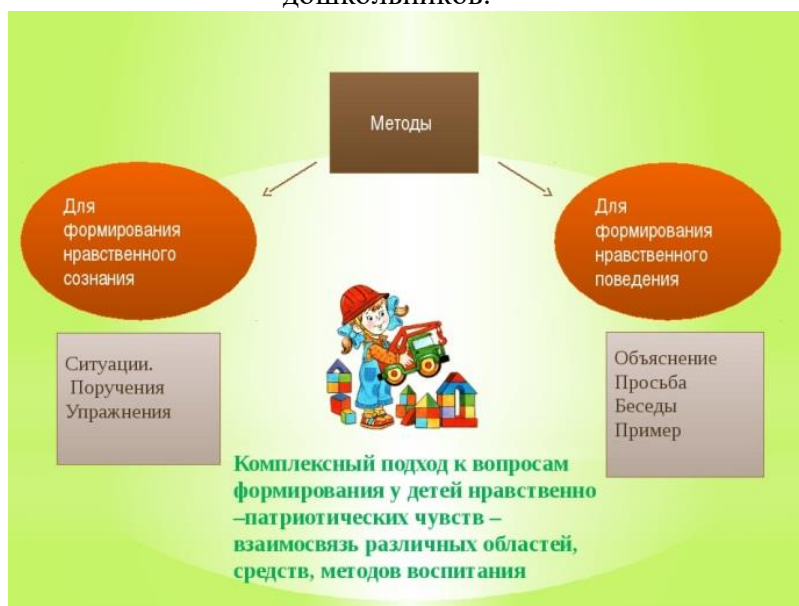 дошкольников.
Методы
Для
формирования
нравственного
сознания
Для
формирования
нравственного
поведения
Ситуации.
Поручения
Упражнения
Объяснение
Просьба
Беседы
Пример
Комплексный подход к вопросам
формирования у детей нравственно
–патриотических чувств –
взаимосвязь различных областей,
средств, методов воспитания